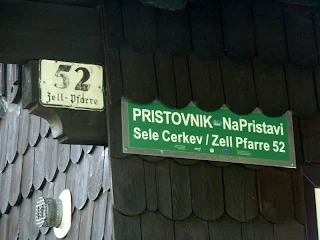 52
Zell-Pfarre
PRISTOVNIK NaPristavi
Sele Cerkev / Zell Pfarre 52